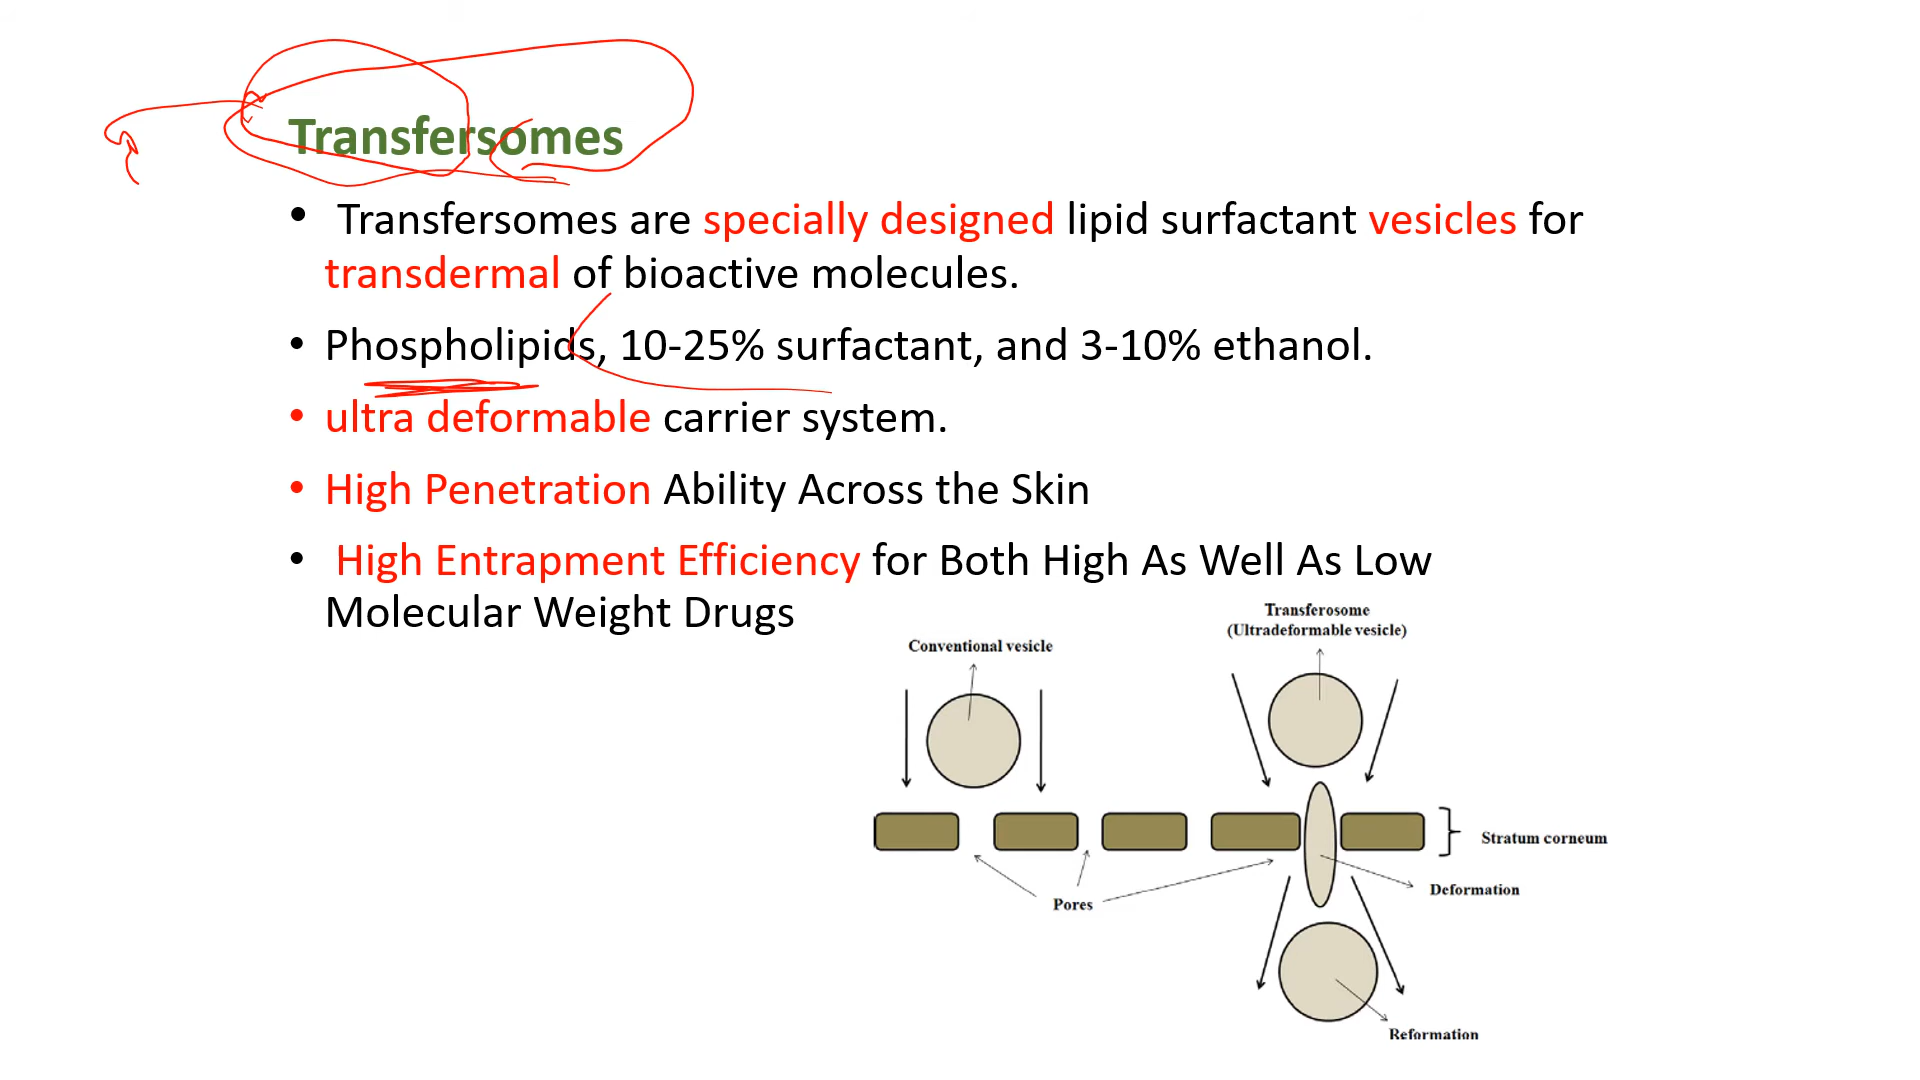 Transfersomes
• Transfersomes are specially designed lipid surfactant vesicles for
transdermal of bioactive molecules.
• Phospholipids, 10-25% surfactant, and 3-10% ethanol.
• ultra deformable carrier system.
• High Penetration Ability Across the Skin
• High Entrapment Efficiency for Both High As Well As Low
Molecular Weight Drugs
Conventional vesicle
Transferosome
(Ultradeformable vesicle)
Stratum corneum
Pores
Deformation
Reformation